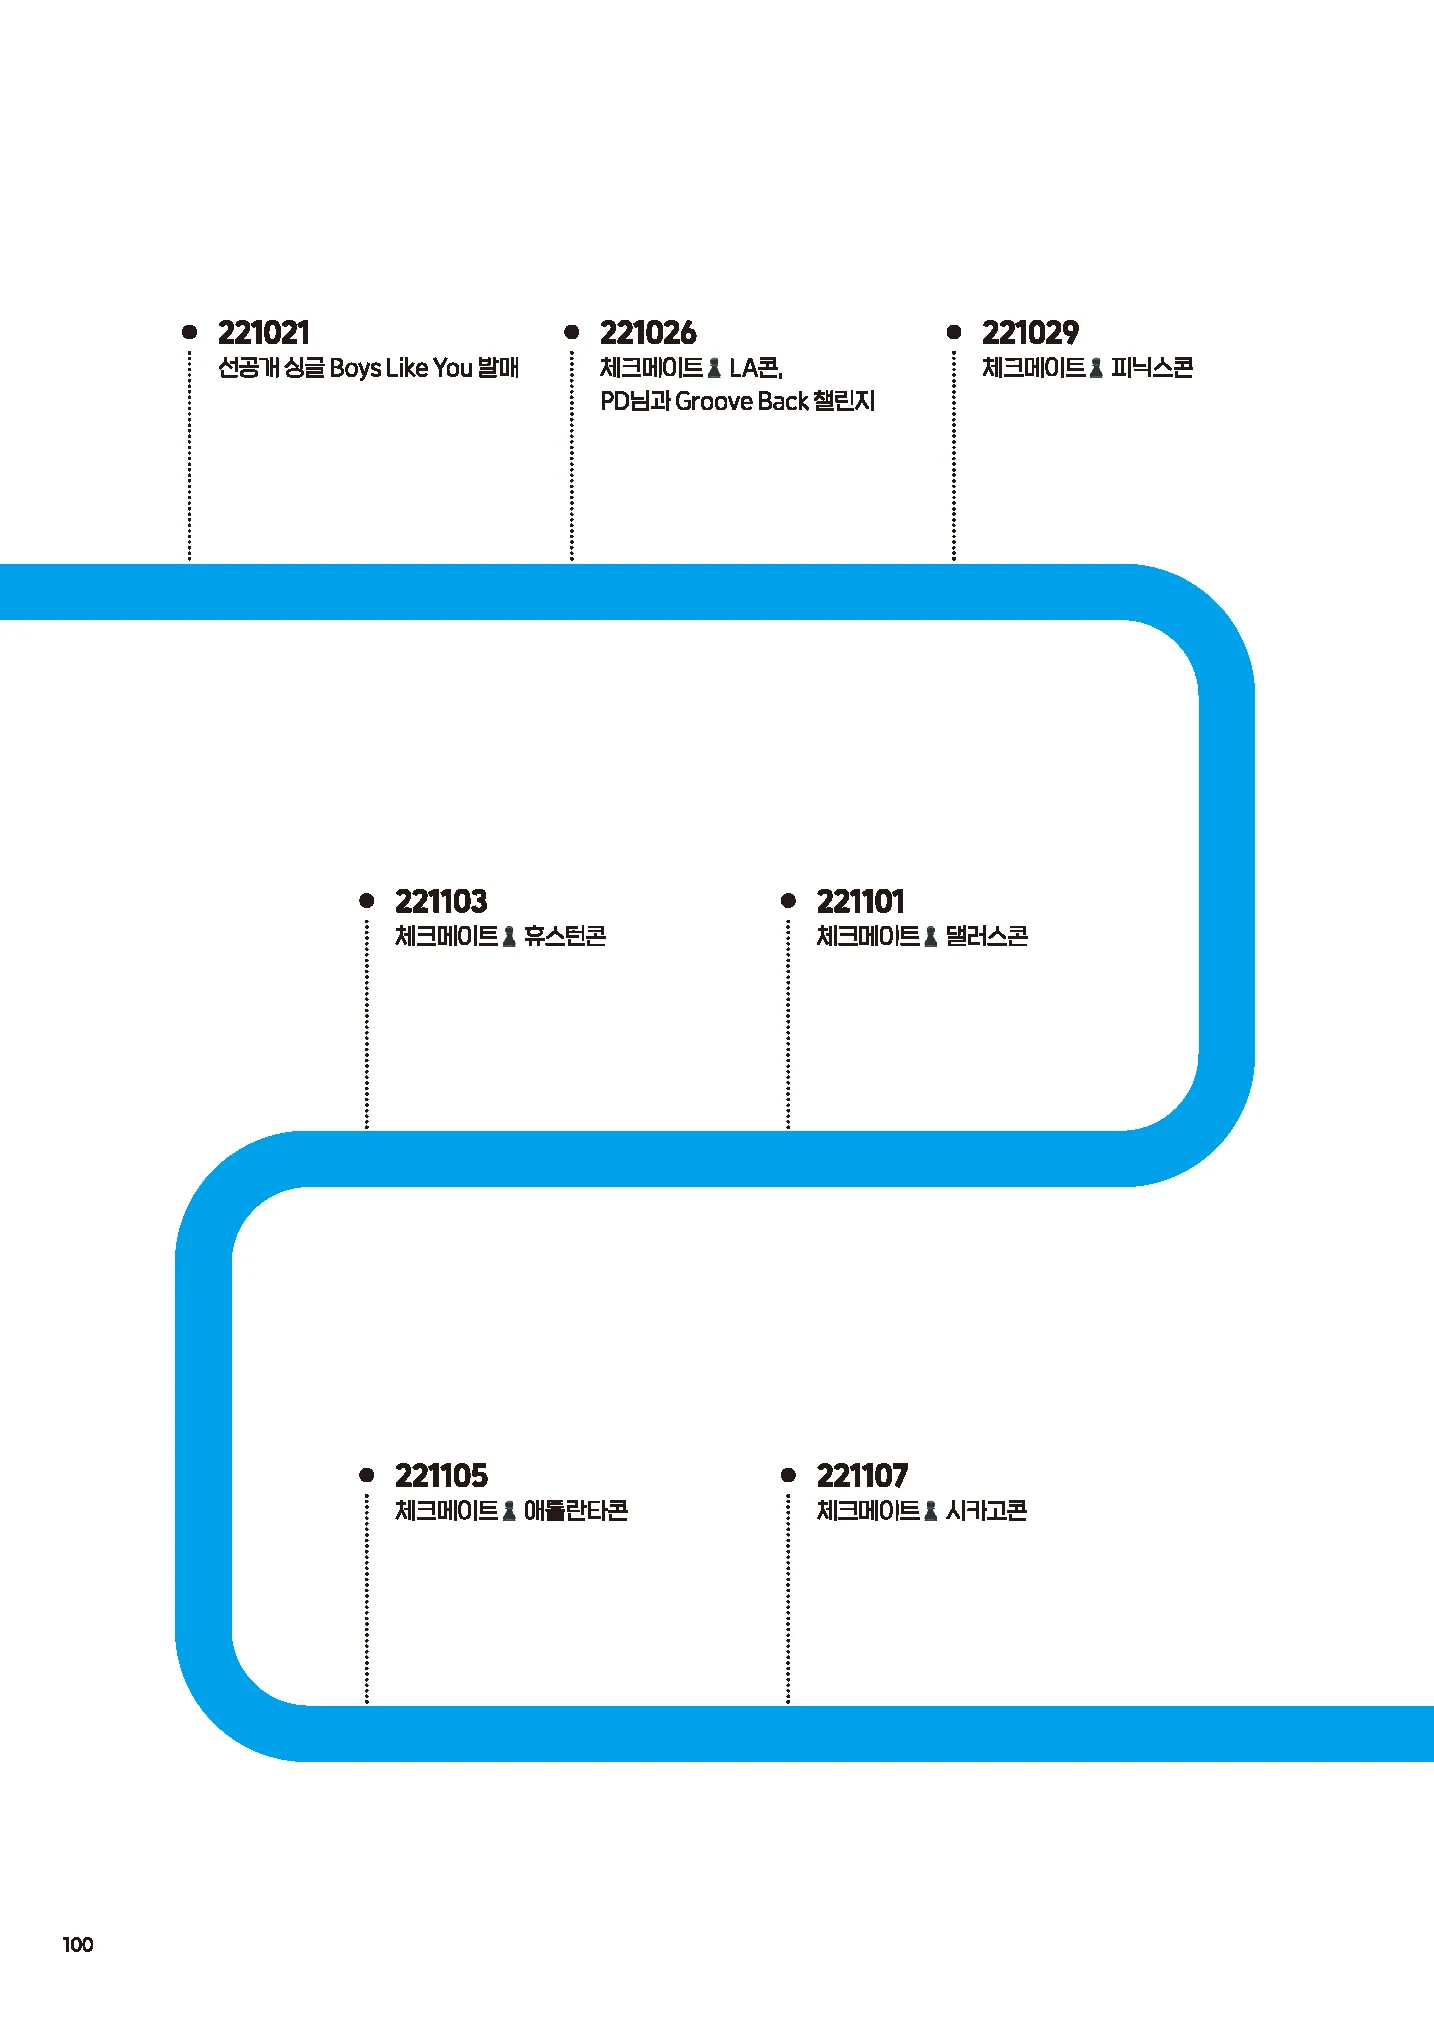 221021
선공개 싱글 Boys Like You 발매
221026
체크메이트♟️ LA콘,
PD님과 Groove Back 챌린지
221029
체크메이트♟️ 피닉스콘
221101
체크메이트♟️ 댈러스콘
221103
체크메이트♟️ 휴스턴콘
221105
체크메이트♟️ 애틀란타콘
221107
체크메이트♟️ 시카고콘
100